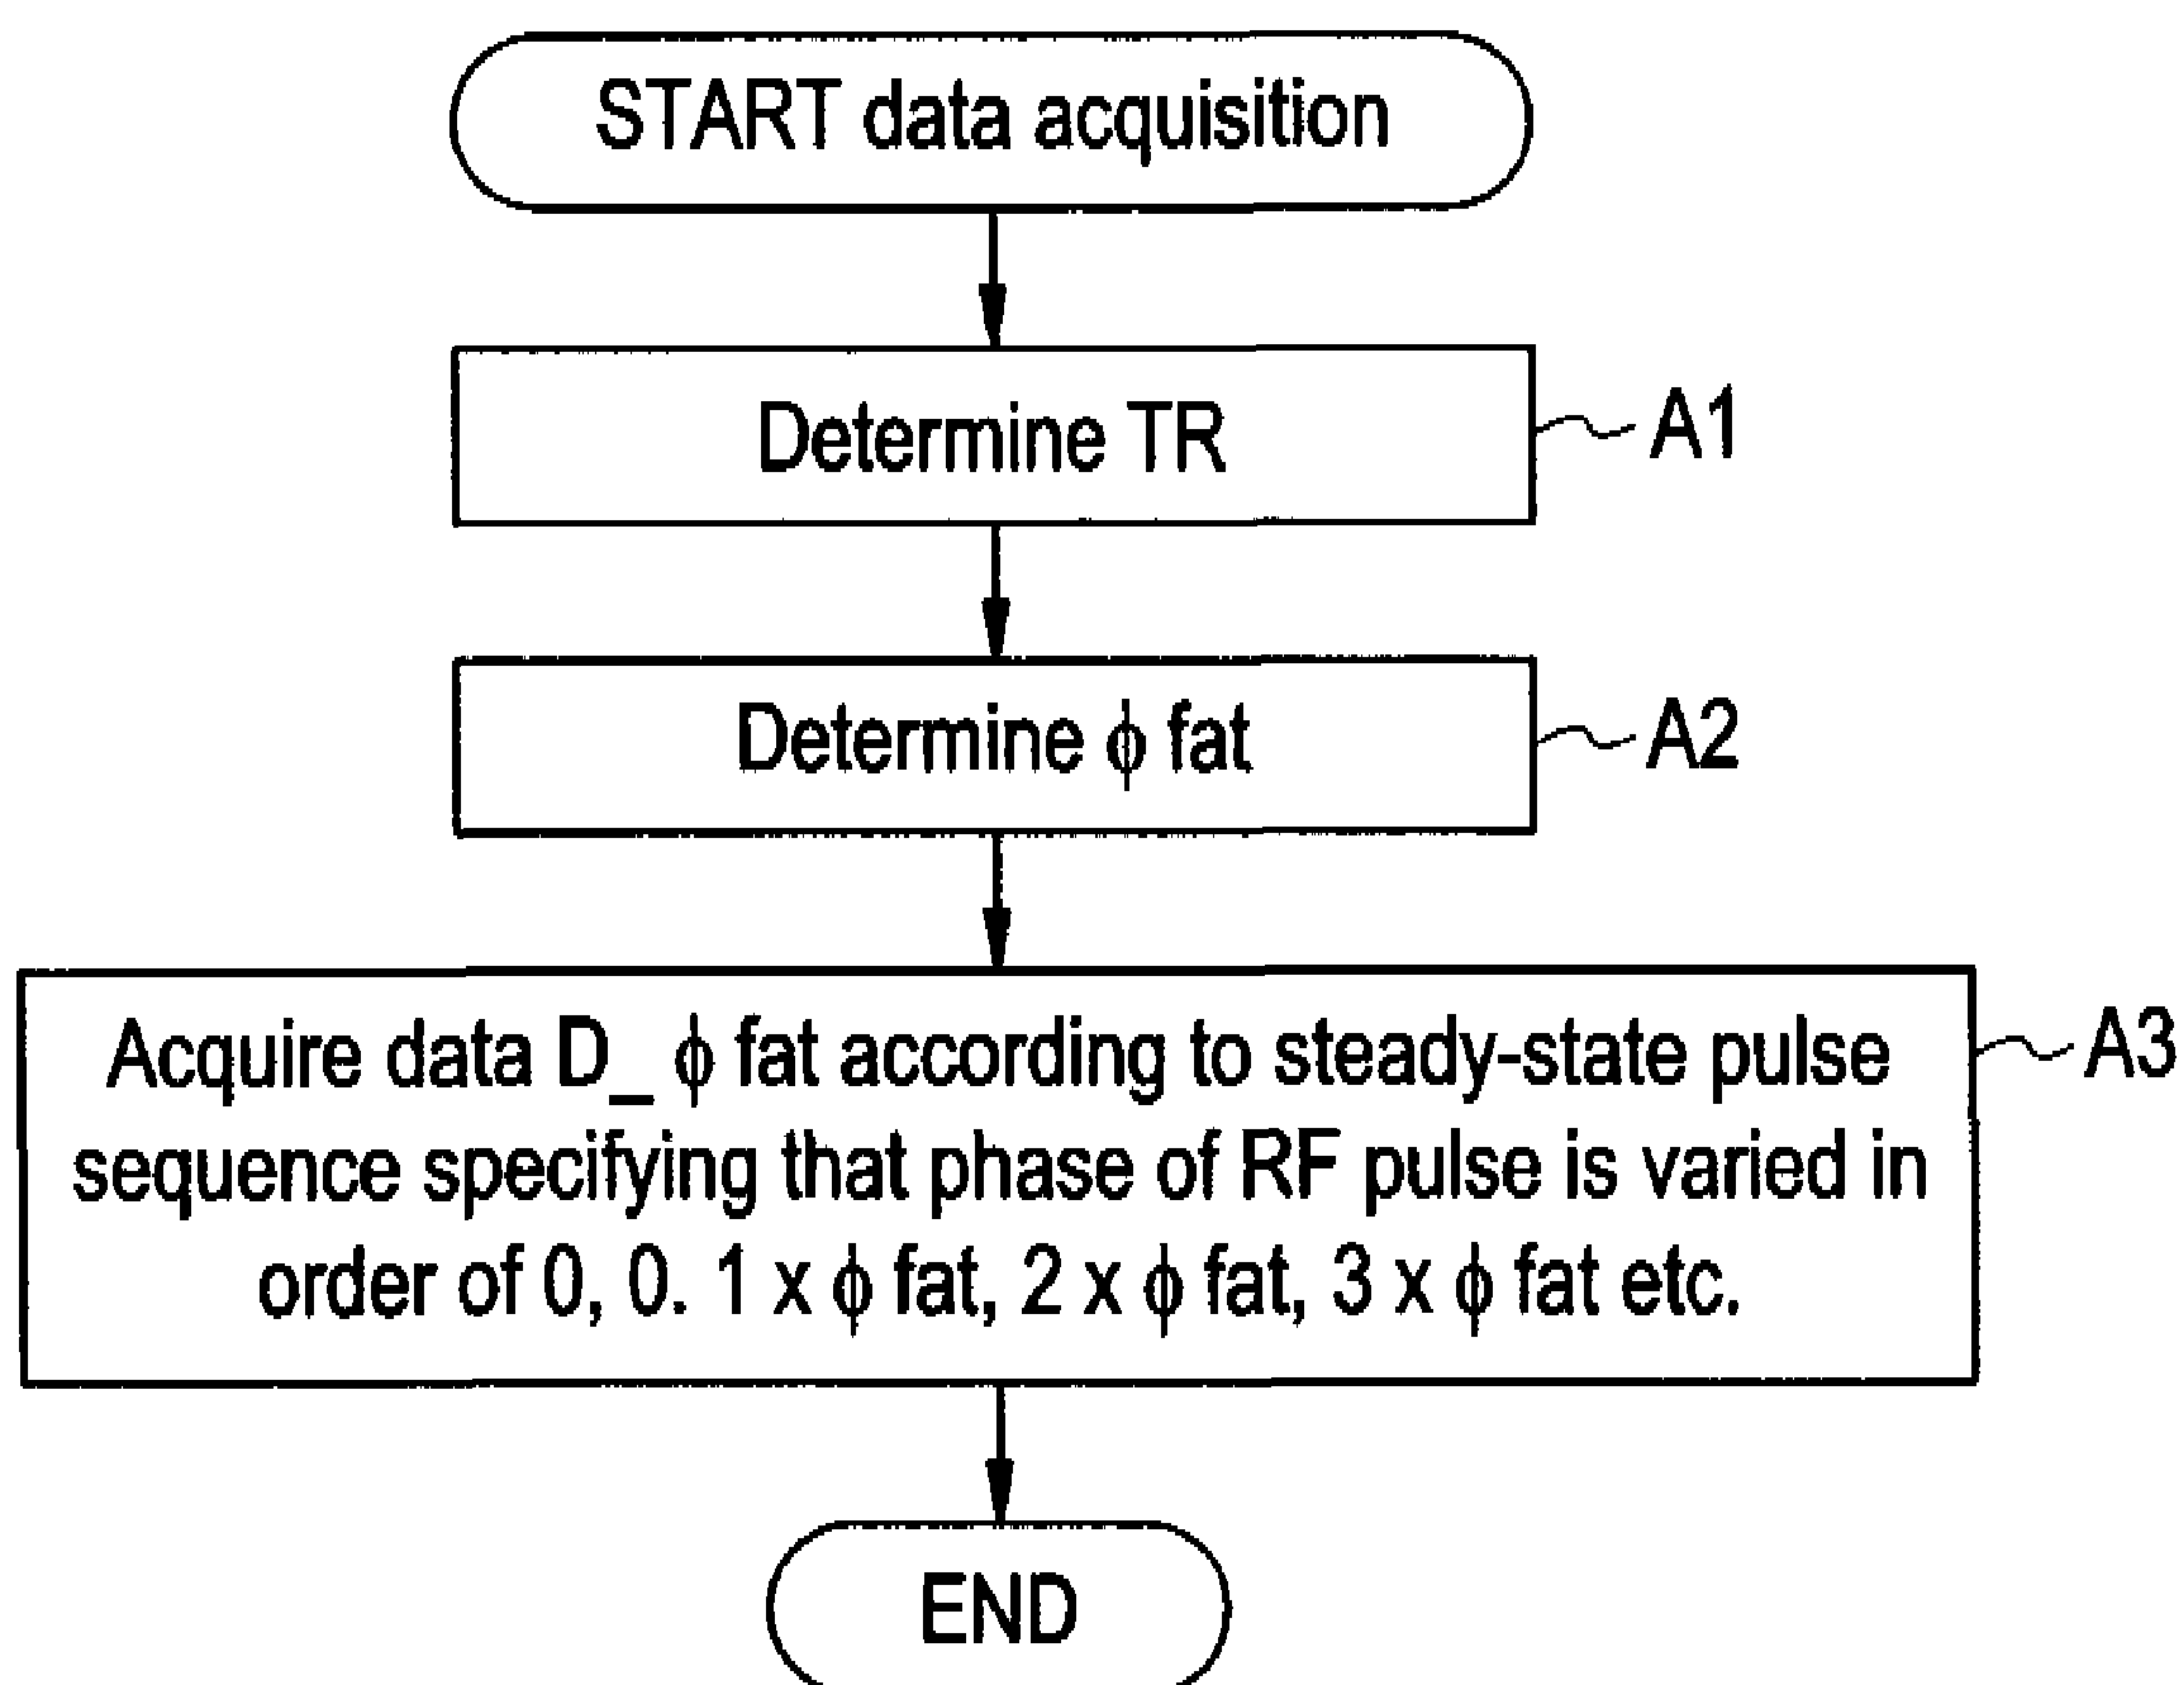 START data acquisition
Determine TR
A1
Determine ϕ fat
A2
Acquire data D_ ϕ fat according to steady-state pulse
sequence specifying that phase of RF pulse is varied in
order of 0, 0. 1 x ϕ fat, 2 x ϕ fat, 3 x ϕ fat etc.
A3
END